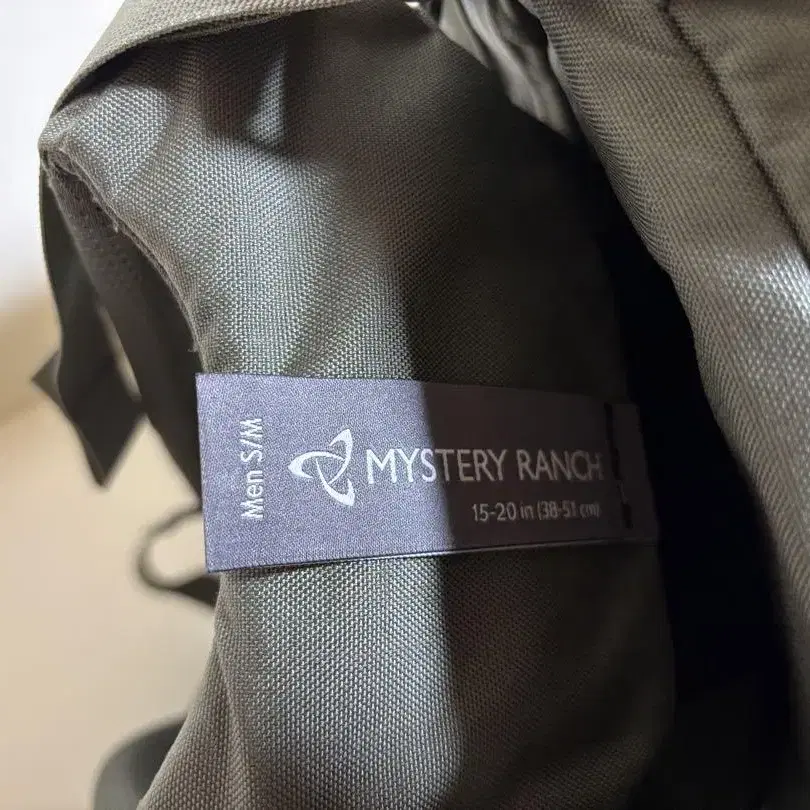 Men S/M
MYSTERY RANCH
15-20 in (38-51 cm)